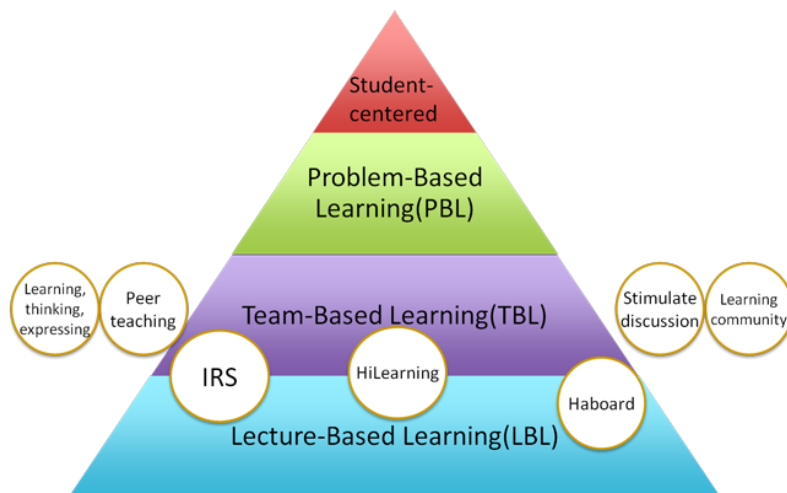 Student-
centered
Problem-Based
Learning(PBL)
Learning,
thinking,
expressing
Peer
teaching
Team-Based Learning(TBL)
Stimulate
discussion
Learning
community
IRS
HiLearning
Haboard
Lecture-Based Learning(LBL)